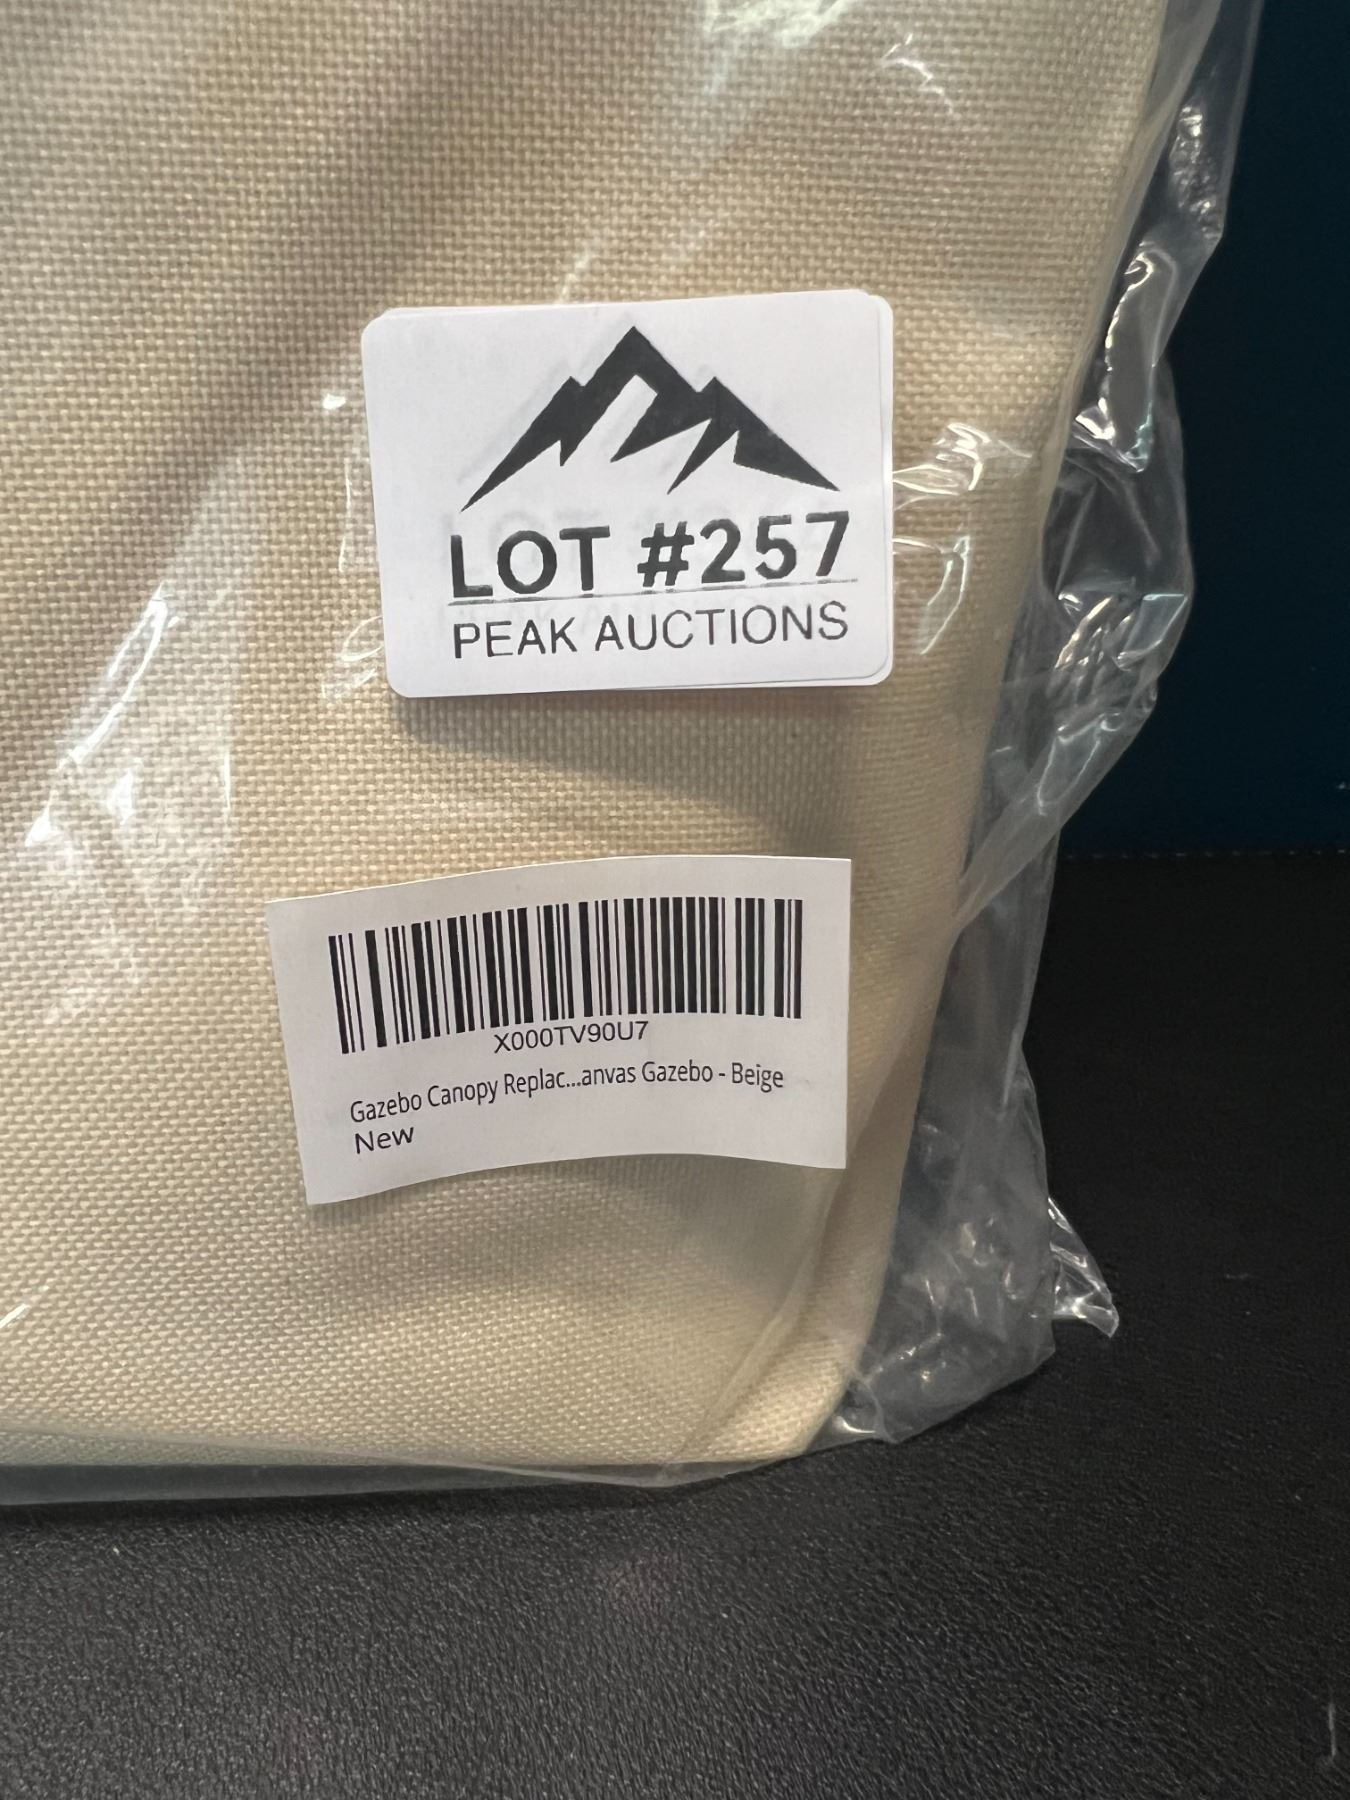 LOT #257
PEAK AUCTIONS
X000TV90U7
Gazebo Canopy Replac...anvas Gazebo - Beige
New